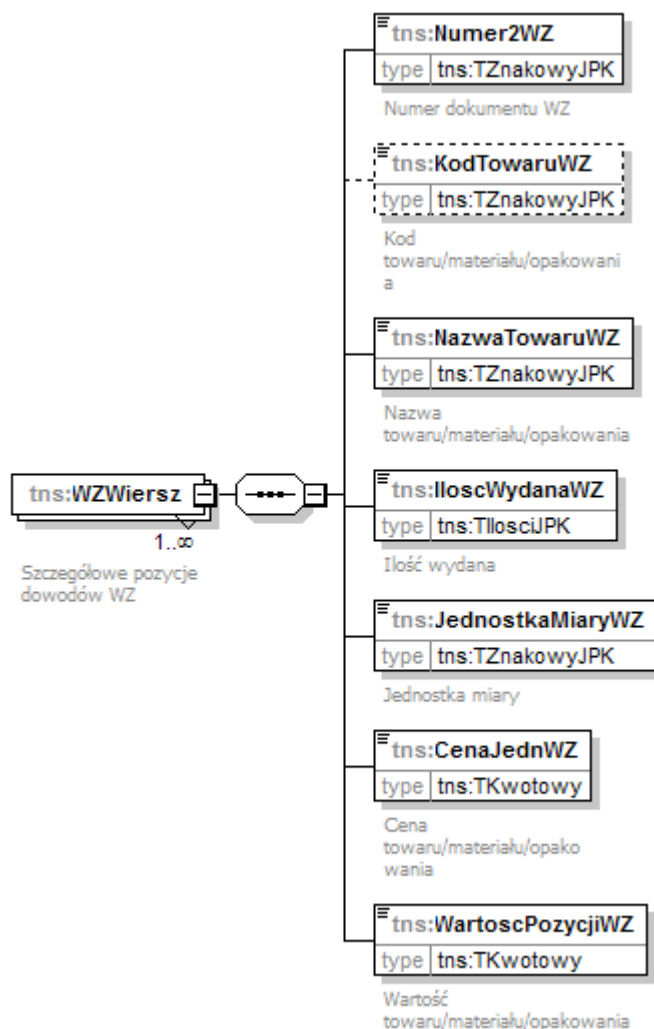 tns:Numer2WZ
type tns:TZnakowyJPK
Numer dokumentu WZ
tns:KodTowaruWZ
type tns:TZnakowyJPK
Kod
towaru/materiału/opakowani
a
tns:NazwaTowaruWZ
type tns:TZnakowyJPK
Nazwa
towaru/materiału/opakowania
tns:WZWiersz
1..∞
Szczegółowe pozycje
dowodów WZ
tns:IloscWydanaWZ
type tns:TIlosciJPK
Ilość wydana
tns:JednostkaMiaryWZ
type tns:TZnakowyJPK
Jednostka miary
tns:CenaJednWZ
type tns:TKwotowy
Cena
towaru/materiału/opako
wania
tns:WartoscPozycjiWZ
type tns:TKwotowy
Wartość
towaru/materiału/opakowania